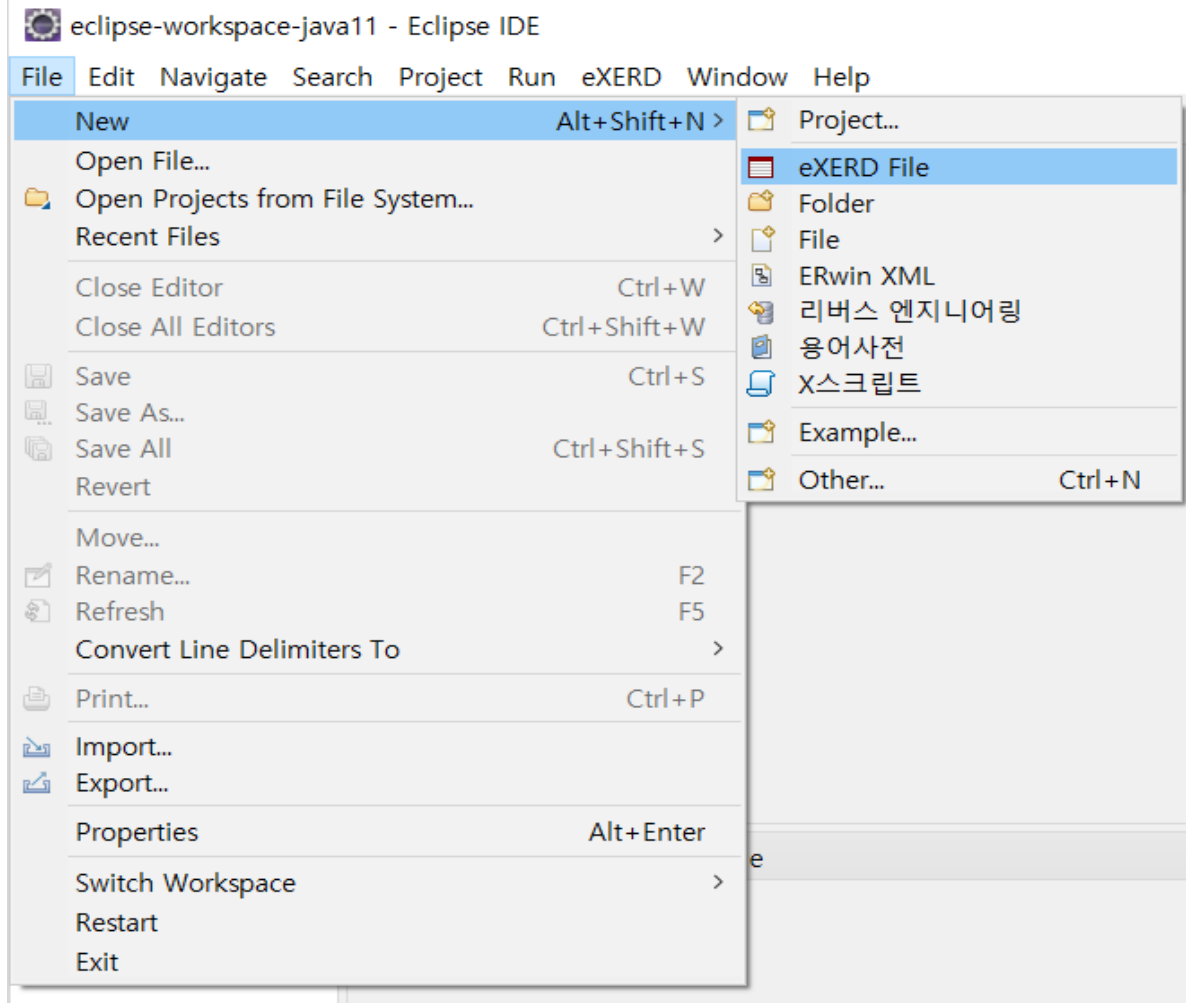 eclipse-workspace-java11 - Eclipse IDE
File Edit Navigate Search Project Run eXERD Window Help
New Alt+Shift+N >
Open File...
Open Projects from File System...
Recent Files >
Close Editor Ctrl+W
Close All Editors Ctrl+Shift+W
Save Ctrl+S
Save As...
Save All Ctrl+Shift+S
Revert
Move...
Rename... F2
Refresh F5
Convert Line Delimiters To >
Print... Ctrl+P
Import...
Export...
Properties Alt+Enter
Switch Workspace >
Restart
Exit
Project...
eXERD File
Folder
File
ERwin XML
리버스 엔지니어링
용어사전
X스크립트
Example...
Other... Ctrl+N
e